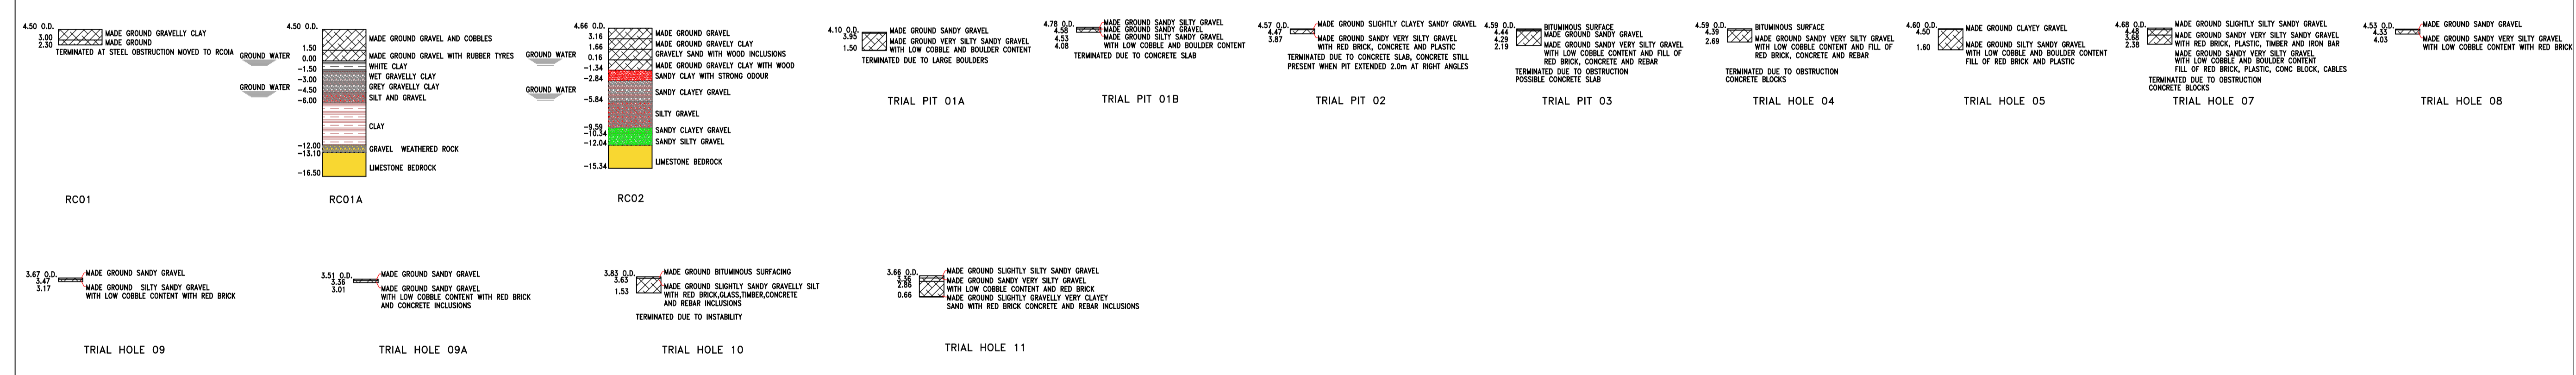 4.50 O.D.
3.00
2.30
MADE GROUND GRAVELLY CLAY
MADE GROUND
TERMINATED AT STEEL OBSTRUCTION MOVED TO RC01A
RC01
GROUND WATER
GROUND WATER
4.50 O.D.
1.50
0.00
-1.50
-3.00
-4.50
-6.00
-12.00
-13.10
-16.50
MADE GROUND GRAVEL AND COBBLES
MADE GROUND GRAVEL WITH RUBBER TYRES
WHITE CLAY
WET GRAVELLY CLAY
GREY GRAVELLY CLAY
SILT AND GRAVEL
CLAY
GRAVEL WEATHERED ROCK
LIMESTONE BEDROCK
RC01A
GROUND WATER
GROUND WATER
4.66 O.D.
3.16
1.66
0.16
-1.34
-2.84
-5.84
-9.59
-10.34
-12.04
-15.34
MADE GROUND GRAVEL
MADE GROUND GRAVELY CLAY
GRAVELY SAND WITH WOOD INCLUSIONS
MADE GROUND GRAVELY CLAY WITH WOOD
SANDY CLAY WITH STRONG ODOUR
SANDY CLAYEY GRAVEL
SILTY GRAVEL
SANDY CLAYEY GRAVEL
SANDY SILTY GRAVEL
LIMESTONE BEDROCK
RC02
4.10 O.D.
3.95
1.50
MADE GROUND SANDY GRAVEL
MADE GROUND VERY SILTY SANDY GRAVEL
WITH LOW COBBLE AND BOULDER CONTENT
TERMINATED DUE TO LARGE BOULDERS
TRIAL PIT 01A
4.78 O.D.
4.58
4.53
4.08
MADE GROUND SANDY SILTY GRAVEL
MADE GROUND SANDY GRAVEL
MADE GROUND SILTY SANDY GRAVEL
WITH LOW COBBLE AND BOULDER CONTENT
TERMINATED DUE TO CONCRETE SLAB
TRIAL PIT 01B
4.57 O.D.
4.47
3.87
MADE GROUND SLIGHTLY CLAYEY SANDY GRAVEL
MADE GROUND SANDY VERY SILTY GRAVEL
WITH RED BRICK, CONCRETE AND PLASTIC
TERMINATED DUE TO CONCRETE SLAB, CONCRETE STILL
PRESENT WHEN PIT EXTENDED 2.0m AT RIGHT ANGLES
TRIAL PIT 02
4.59 O.D.
4.44
4.29
2.19
BITUMINOUS SURFACE
MADE GROUND SANDY GRAVEL
MADE GROUND SANDY VERY SILTY GRAVEL
WITH LOW COBBLE CONTENT AND FILL OF
RED BRICK, CONCRETE AND REBAR
TERMINATED DUE TO OBSTRUCTION
POSSIBLE CONCRETE SLAB
TRIAL PIT 03
4.59 O.D.
4.39
2.69
BITUMINOUS SURFACE
MADE GROUND SANDY VERY SILTY GRAVEL
WITH LOW COBBLE CONTENT AND FILL OF
RED BRICK, CONCRETE AND REBAR
TERMINATED DUE TO OBSTRUCTION
CONCRETE BLOCKS
TRIAL HOLE 04
4.60 O.D.
4.50
1.60
MADE GROUND CLAYEY GRAVEL
MADE GROUND SILTY SANDY GRAVEL
WITH LOW COBBLE AND BOULDER CONTENT
FILL OF RED BRICK AND PLASTIC
TRIAL HOLE 05
4.68 O.D.
4.48
3.68
2.38
MADE GROUND SLIGHTLY SILTY SANDY GRAVEL
MADE GROUND SANDY VERY SILTY SANDY GRAVEL
WITH RED BRICK, PLASTIC, TIMBER AND IRON BAR
MADE GROUND SANDY VERY SILTY GRAVEL
WITH LOW COBBLE AND BOULDER CONTENT
FILL OF RED BRICK, PLASTIC, CONC BLOCK, CABLES
TERMINATED DUE TO OBSTRUCTION
CONCRETE BLOCKS
TRIAL HOLE 07
4.53 O.D.
4.33
4.03
MADE GROUND SANDY GRAVEL
MADE GROUND SANDY VERY SILTY GRAVEL
WITH LOW COBBLE CONTENT WITH RED BRICK
TRIAL HOLE 08
3.67 O.D.
3.47
3.17
MADE GROUND SANDY GRAVEL
MADE GROUND SILTY SANDY GRAVEL
WITH LOW COBBLE CONTENT WITH RED BRICK
TRIAL HOLE 09
3.51 O.D.
3.36
3.01
MADE GROUND SANDY GRAVEL
MADE GROUND SANDY GRAVEL
WITH LOW COBBLE CONTENT WITH RED BRICK
AND CONCRETE INCLUSIONS
TRIAL HOLE 09A
3.83 O.D.
3.63
1.53
MADE GROUND BITUMINOUS SURFACING
MADE GROUND SLIGHTLY SANDY GRAVELLY SILT
WITH RED BRICK,GLASS,TIMBER,CONCRETE
AND REBAR INCLUSIONS
TERMINATED DUE TO INSTABILITY
TRIAL HOLE 10
3.66 O.D.
3.36
2.86
0.66
MADE GROUND SLIGHTLY SILTY SANDY GRAVEL
MADE GROUND SANDY VERY SILTY GRAVEL
WITH LOW COBBLE CONTENT AND RED BRICK
MADE GROUND SLIGHTLY GRAVELLY VERY CLAYEY
SAND WITH RED BRICK CONCRETE AND REBAR INCLUSIONS
TRIAL HOLE 11